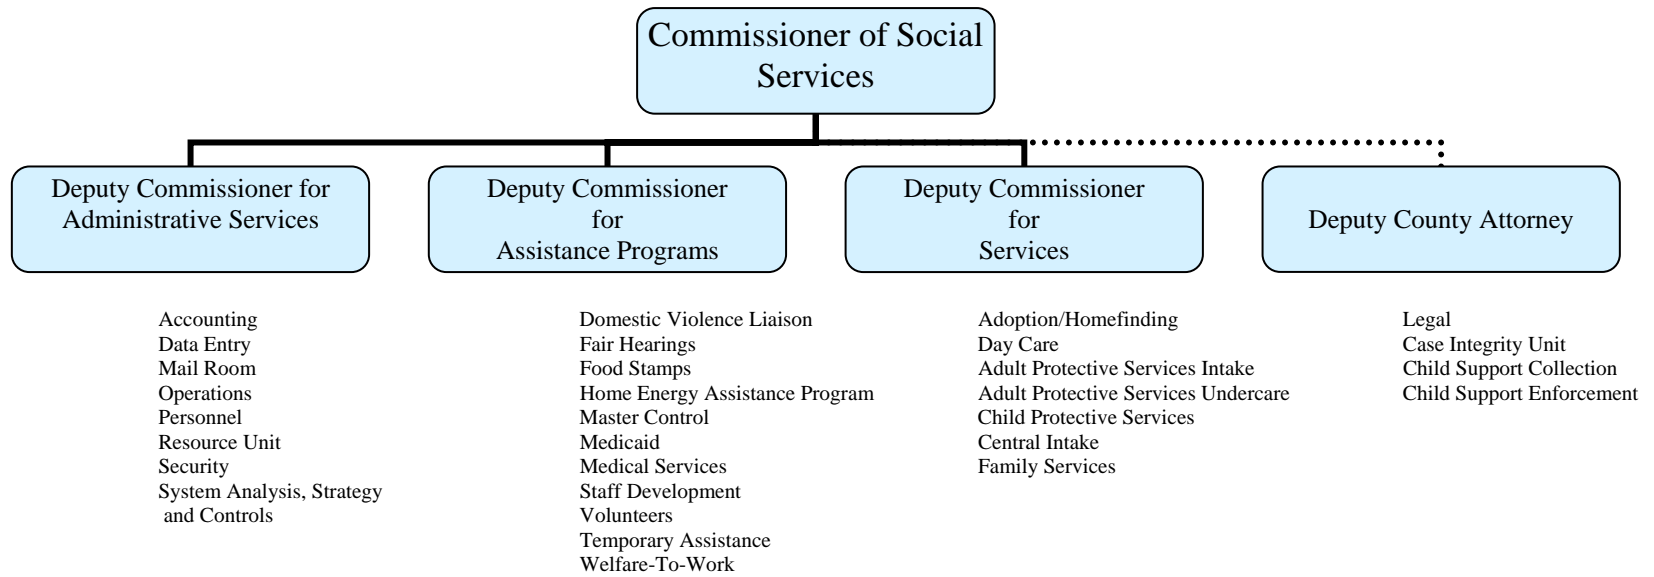 Commissioner of Social
Services
Deputy Commissioner for
Administrative Services
Deputy Commissioner
for
Assistance Programs
Deputy Commissioner
for
Services
Deputy County Attorney
Accounting
Data Entry
Mail Room
Operations
Personnel
Resource Unit
Security
System Analysis, Strategy
and Controls
Domestic Violence Liaison
Fair Hearings
Food Stamps
Home Energy Assistance Program
Master Control
Medicaid
Medical Services
Staff Development
Volunteers
Temporary Assistance
Welfare-To-Work
Adoption/Homefinding
Day Care
Adult Protective Services Intake
Adult Protective Services Undercare
Child Protective Services
Central Intake
Family Services
Legal
Case Integrity Unit
Child Support Collection
Child Support Enforcement